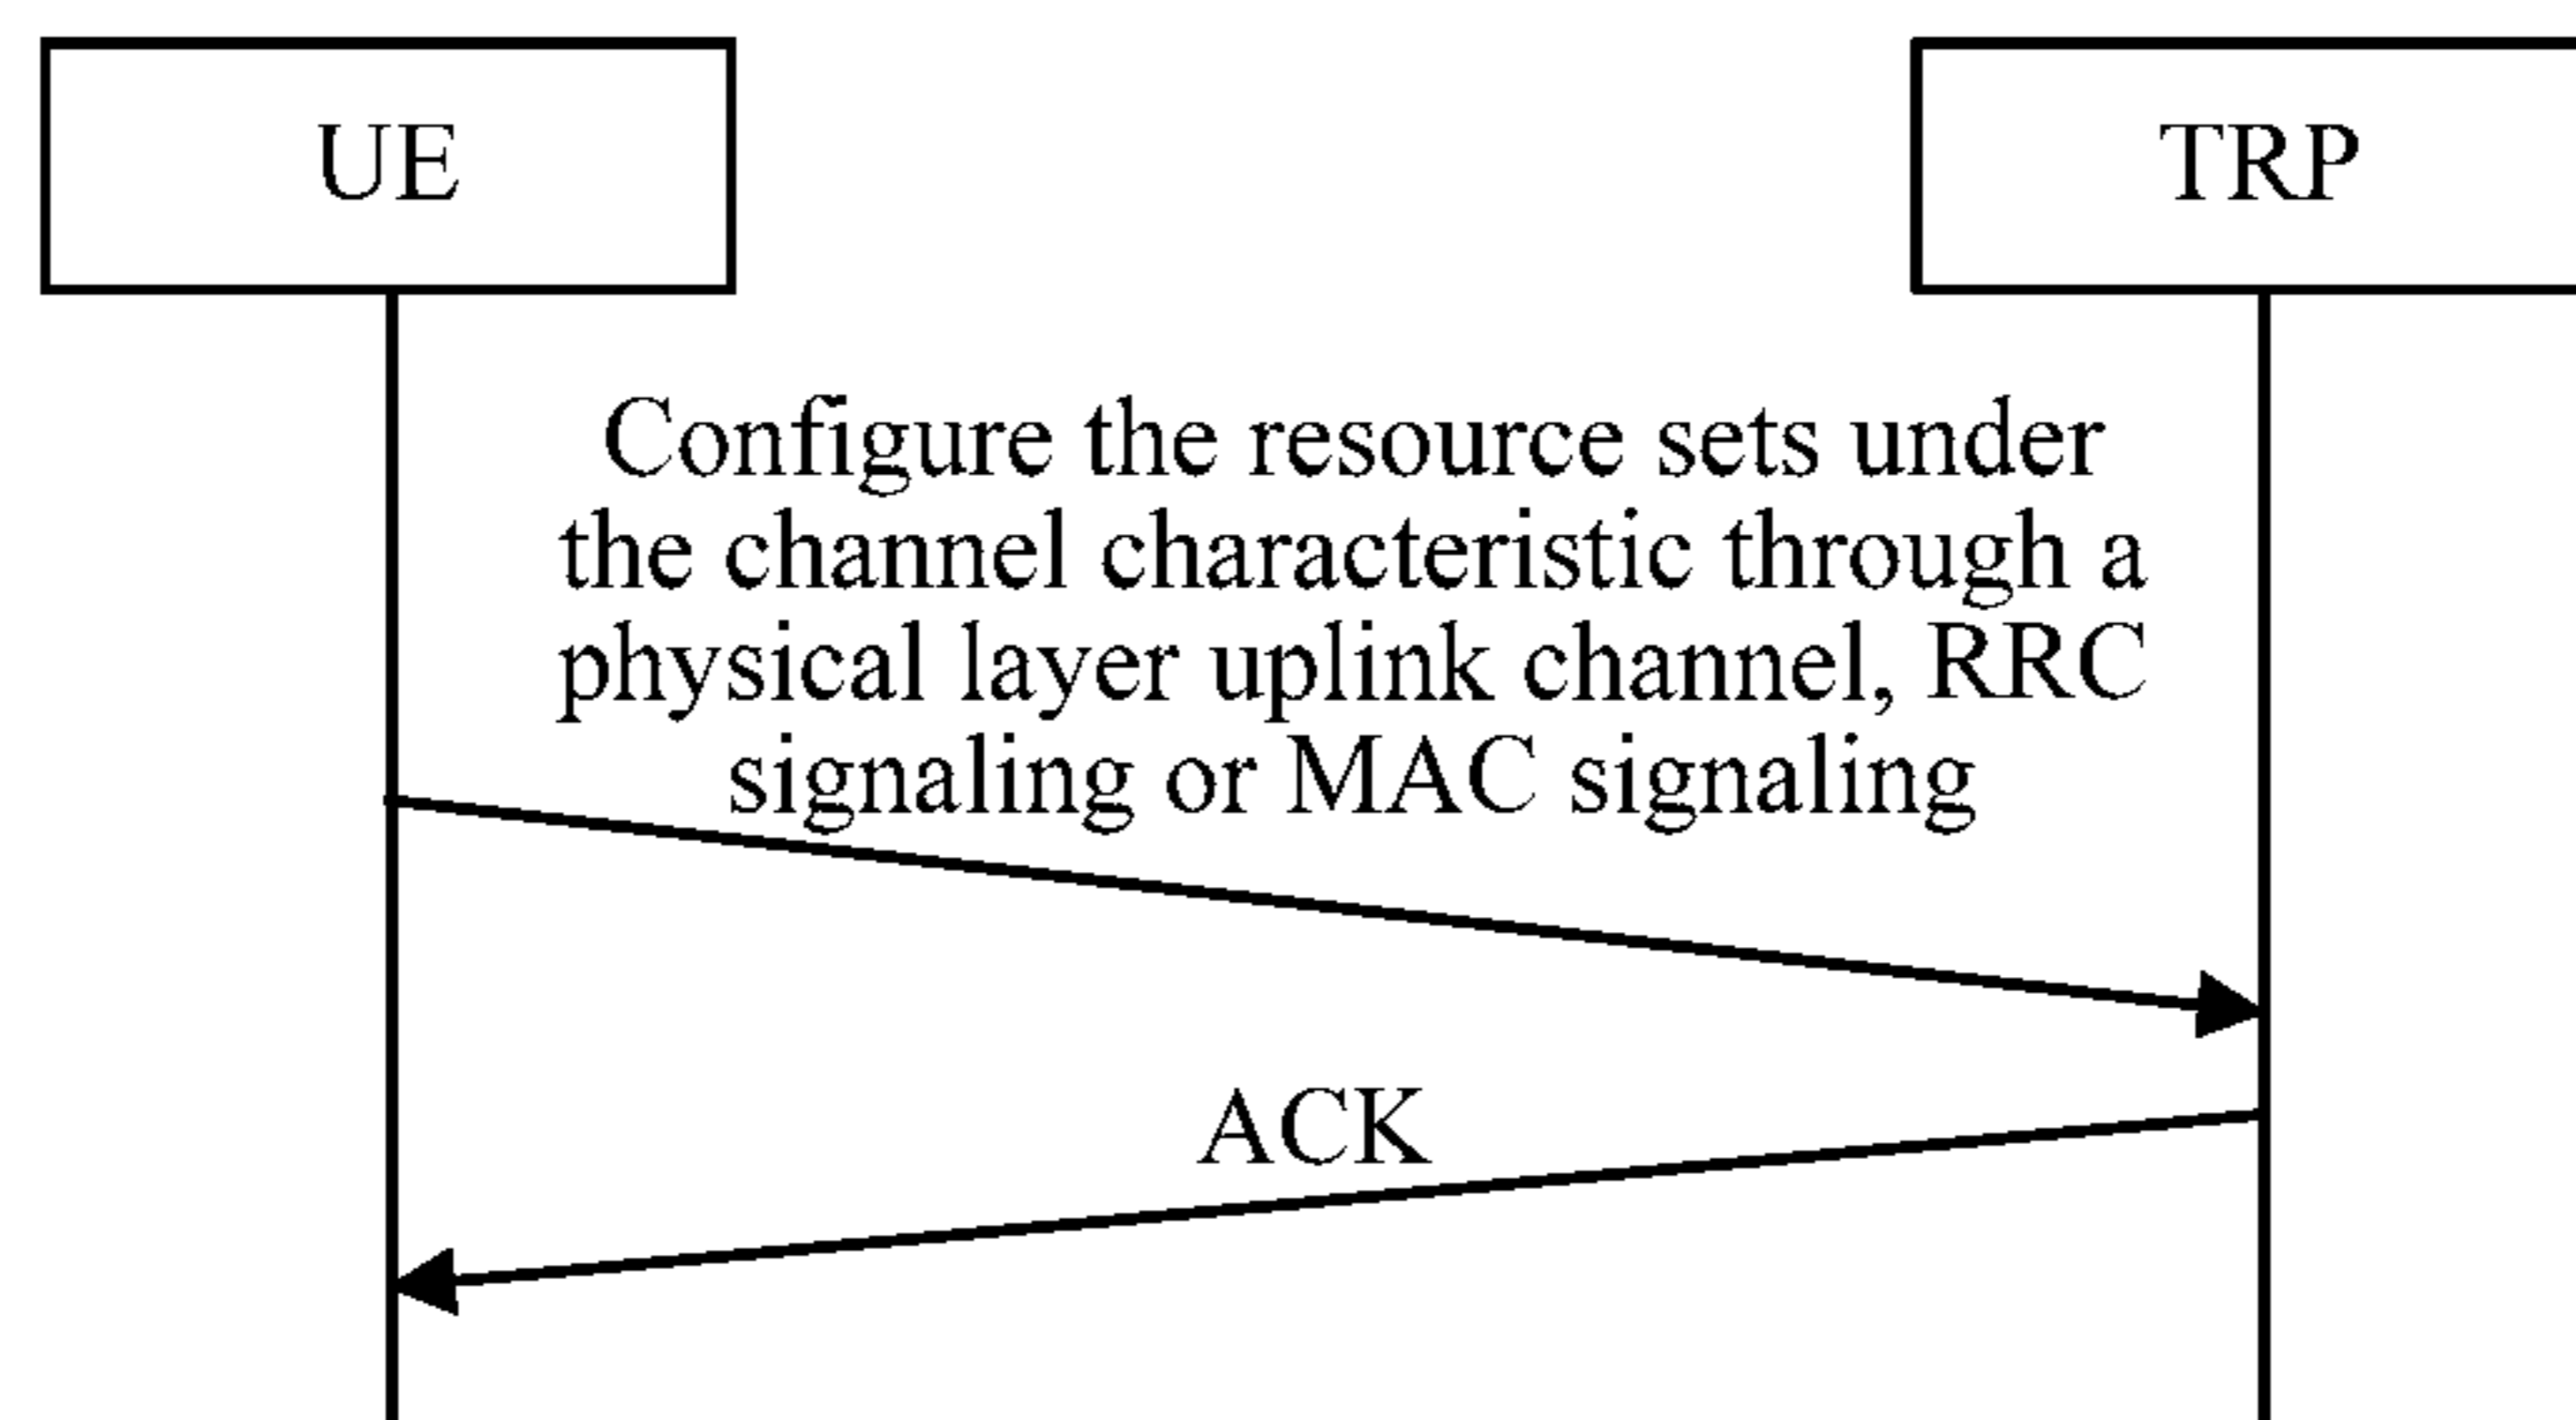 UE
TRP
Configure the resource sets under
the channel characteristic through a
physical layer uplink channel, RRC
signaling or MAC signaling
ACK